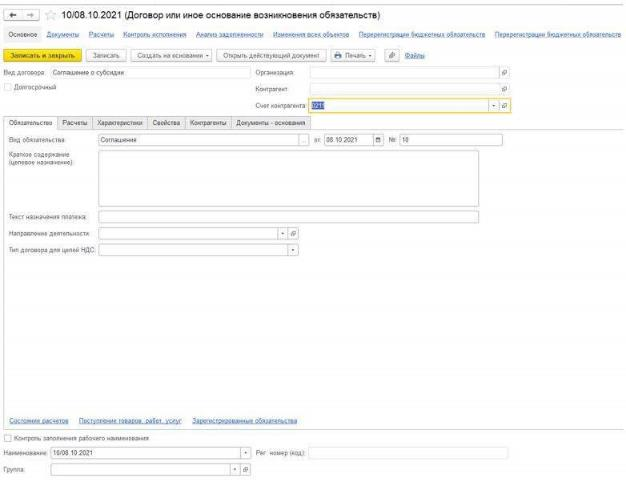 10/08.10.2021 (Договор или иное основание возникновения обязательств)
Основное Документы Расчеты Контроль исполнения Анализ задолженности Изменения всех объектов Перерегистрации бюджетных обязательств Перерегистрации бюджетных обязательств
Записать и закрыть Записать Создать на основании Открыть действующий документ Печать Файлы
Вид договора: Соглашение о субсидии Организация:
Долгосрочный Контрагент:
Счет контрагента:
Обязательство Расчеты Характеристики Свойства Контрагенты Документы - основания
Вид обязательства: Соглашение ... от: 08.10.2021 №: 10
Краткое содержание
(целевое назначение):
Текст назначения платежа:
Направление деятельности:
Тип договора для целей НДС:
Состояние расчетов Поступление товаров, работ, услуг Зарегистрированные обязательства
Контроль заполнения рабочего наименования
Наименование: 10/08.10.2021 Рег. номер (код):
Группа: